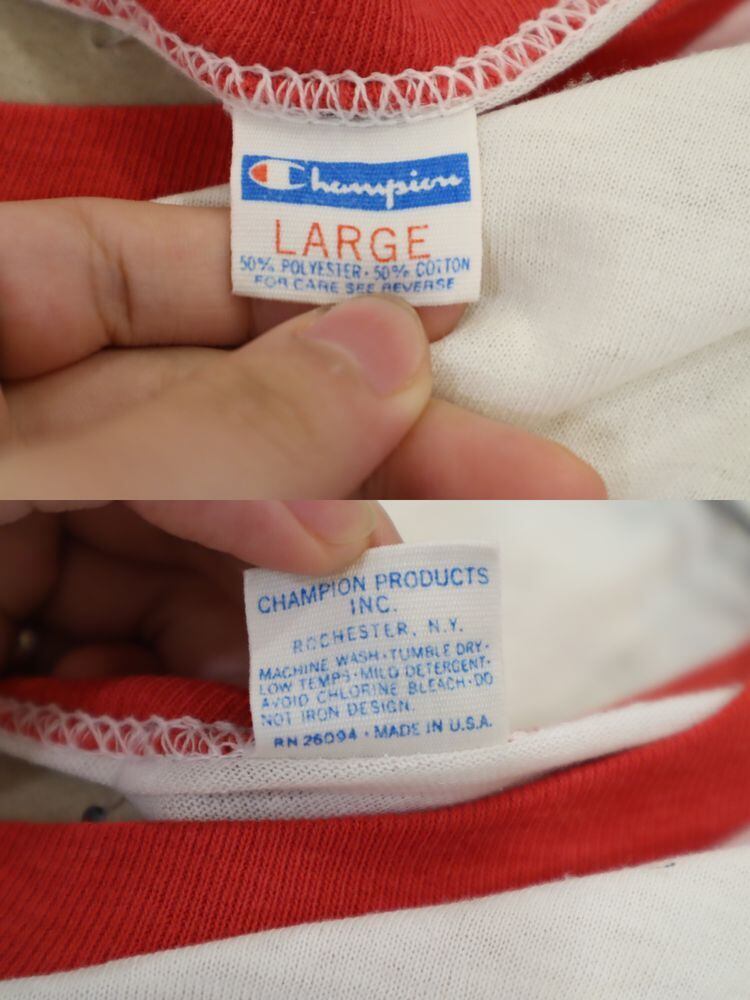 Champion
LARGE
50% POLYESTER · 50% COTTON
FOR CARE SEE REVERSE
CHAMPION PRODUCTS
INC.
ROCHESTER, N.Y.
MACHINE WASH · TUMBLE DRY ·
LOW TEMPS · MILD DETERGENT ·
AVOID CHLORINE BLEACH · DO
NOT IRON DESIGN.
RN 26094 · MADE IN U.S.A.